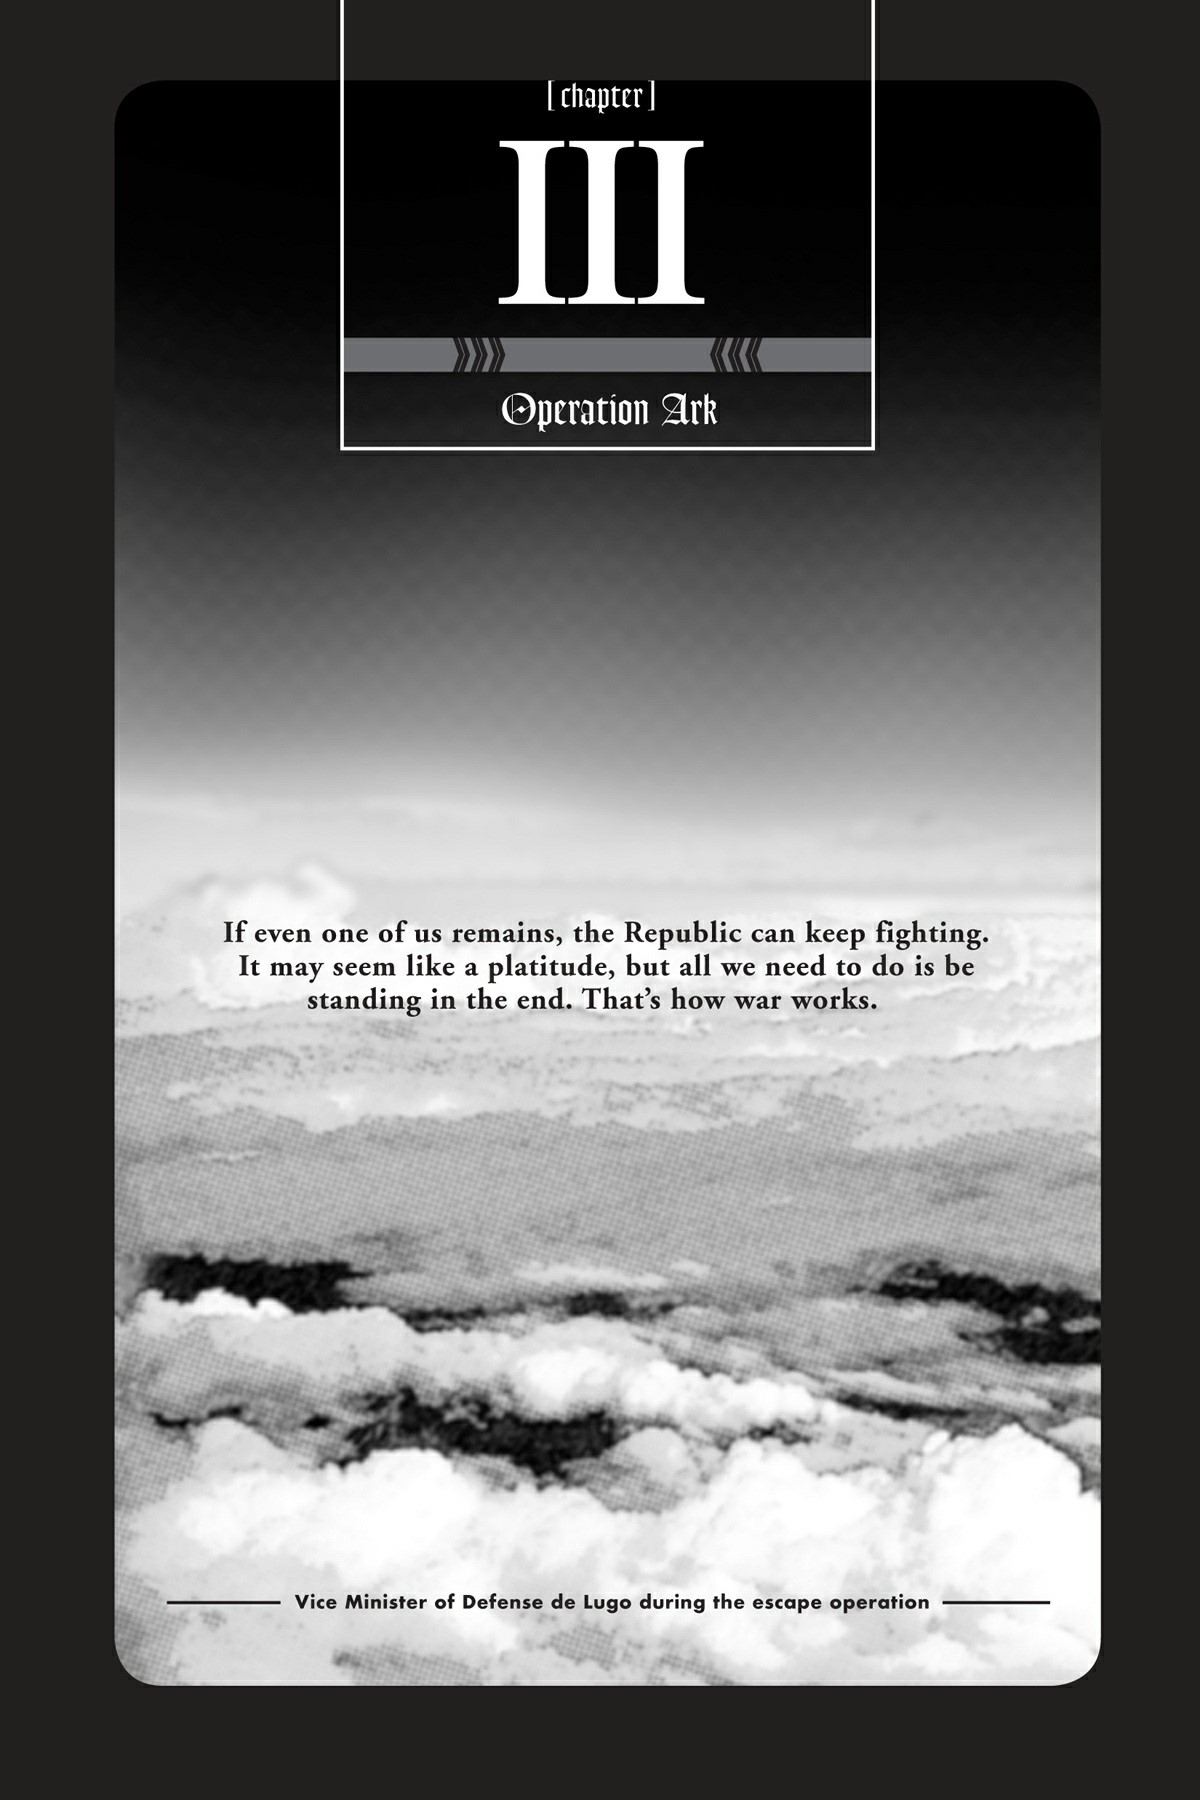 [chapter]
III
Operation Ark
If even one of us remains, the Republic can keep fighting.
It may seem like a platitude, but all we need to do is be
standing in the end. That’s how war works.
Vice Minister of Defense de Lugo during the escape operation